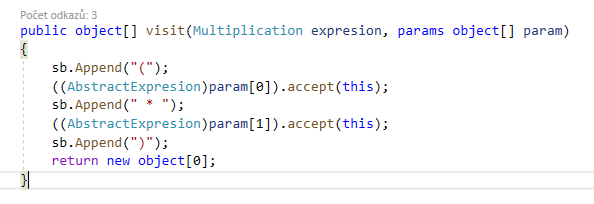 Počet odkazů: 3
public object[] visit(Multiplication expresion, params object[] param)
{
sb.Append("(");
((AbstractExpresion)param[0]).accept(this);
sb.Append(" * ");
((AbstractExpresion)param[1]).accept(this);
sb.Append(")");
return new object[0];
}